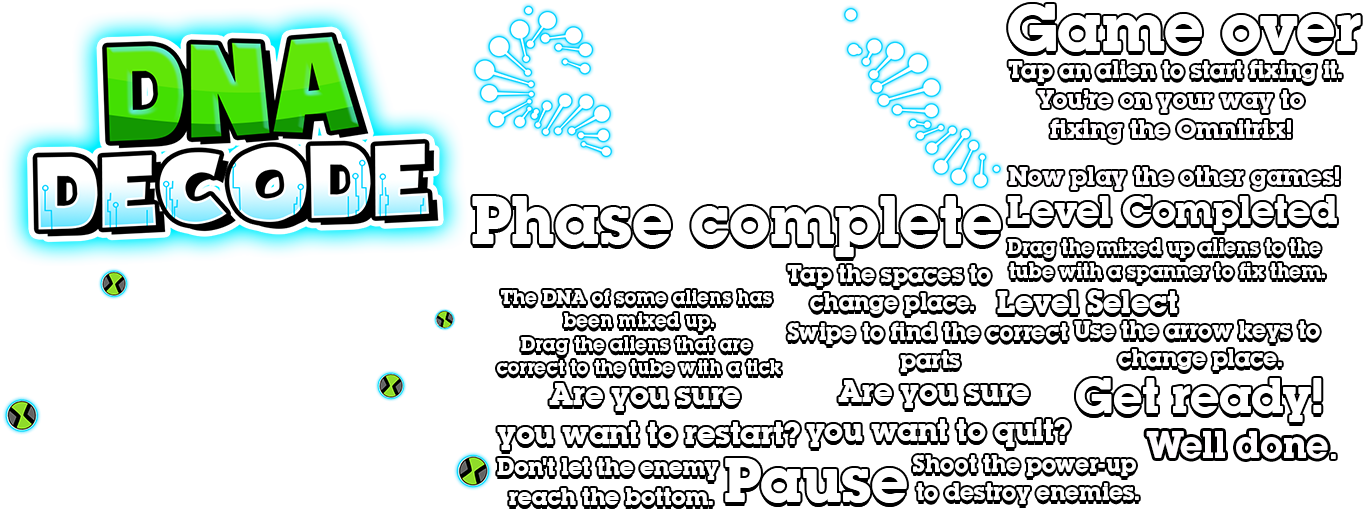 DNA
DECODE
Game over
Tap an alien to start fixing it.
You're on your way to
fixing the Omnitrix!
Now play the other games!
Level Completed
Drag the mixed up aliens to the
tube with a spanner to fix them.
Phase complete
Tap the spaces to
change place.
Level Select
The DNA of some aliens has
been mixed up.
Drag the aliens that are
correct to the tube with a tick
Swipe to find the correct
parts
Use the arrow keys to
change place.
Are you sure
you want to restart?
Are you sure
you want to quit?
Get ready!
Well done.
Don't let the enemy
reach the bottom.
Pause
Shoot the power-up
to destroy enemies.